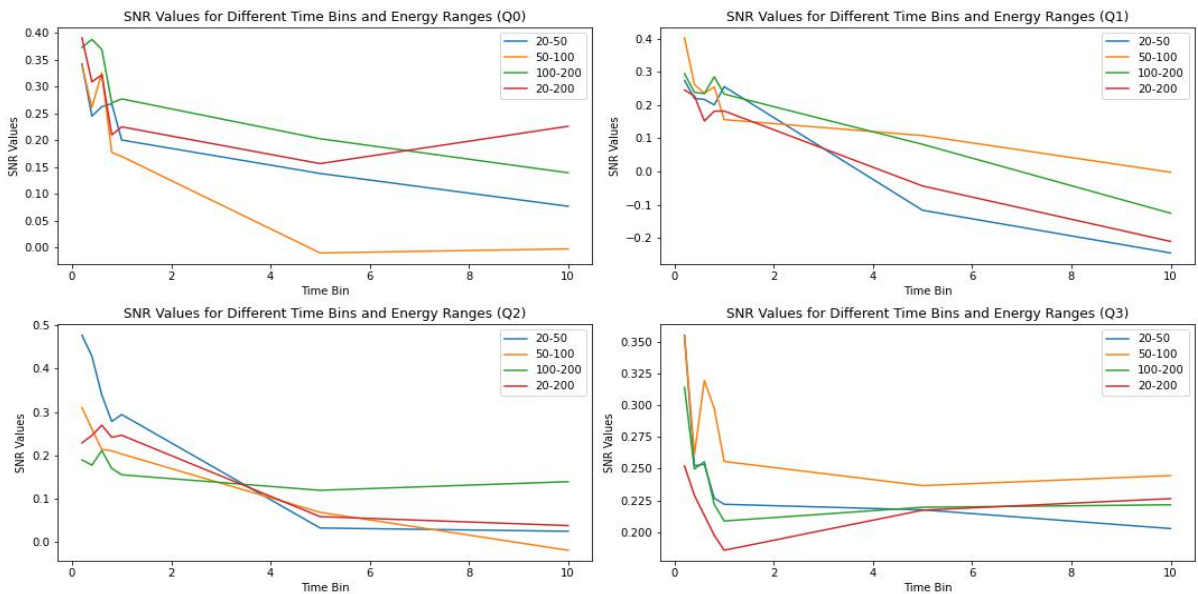 SNR Values for Different Time Bins and Energy Ranges (Q0)
SNR Values
0.40
0.35
0.30
0.25
0.20
0.15
0.10
0.05
0.00
20-50
50-100
100-200
20-200
0 2 4 6 8 10
Time Bin
SNR Values for Different Time Bins and Energy Ranges (Q1)
SNR Values
0.4
0.3
0.2
0.1
0.0
−0.1
−0.2
20-50
50-100
100-200
20-200
0 2 4 6 8 10
Time Bin
SNR Values for Different Time Bins and Energy Ranges (Q2)
SNR Values
0.5
0.4
0.3
0.2
0.1
0.0
20-50
50-100
100-200
20-200
0 2 4 6 8 10
Time Bin
SNR Values for Different Time Bins and Energy Ranges (Q3)
SNR Values
0.350
0.325
0.300
0.275
0.250
0.225
0.200
20-50
50-100
100-200
20-200
0 2 4 6 8 10
Time Bin